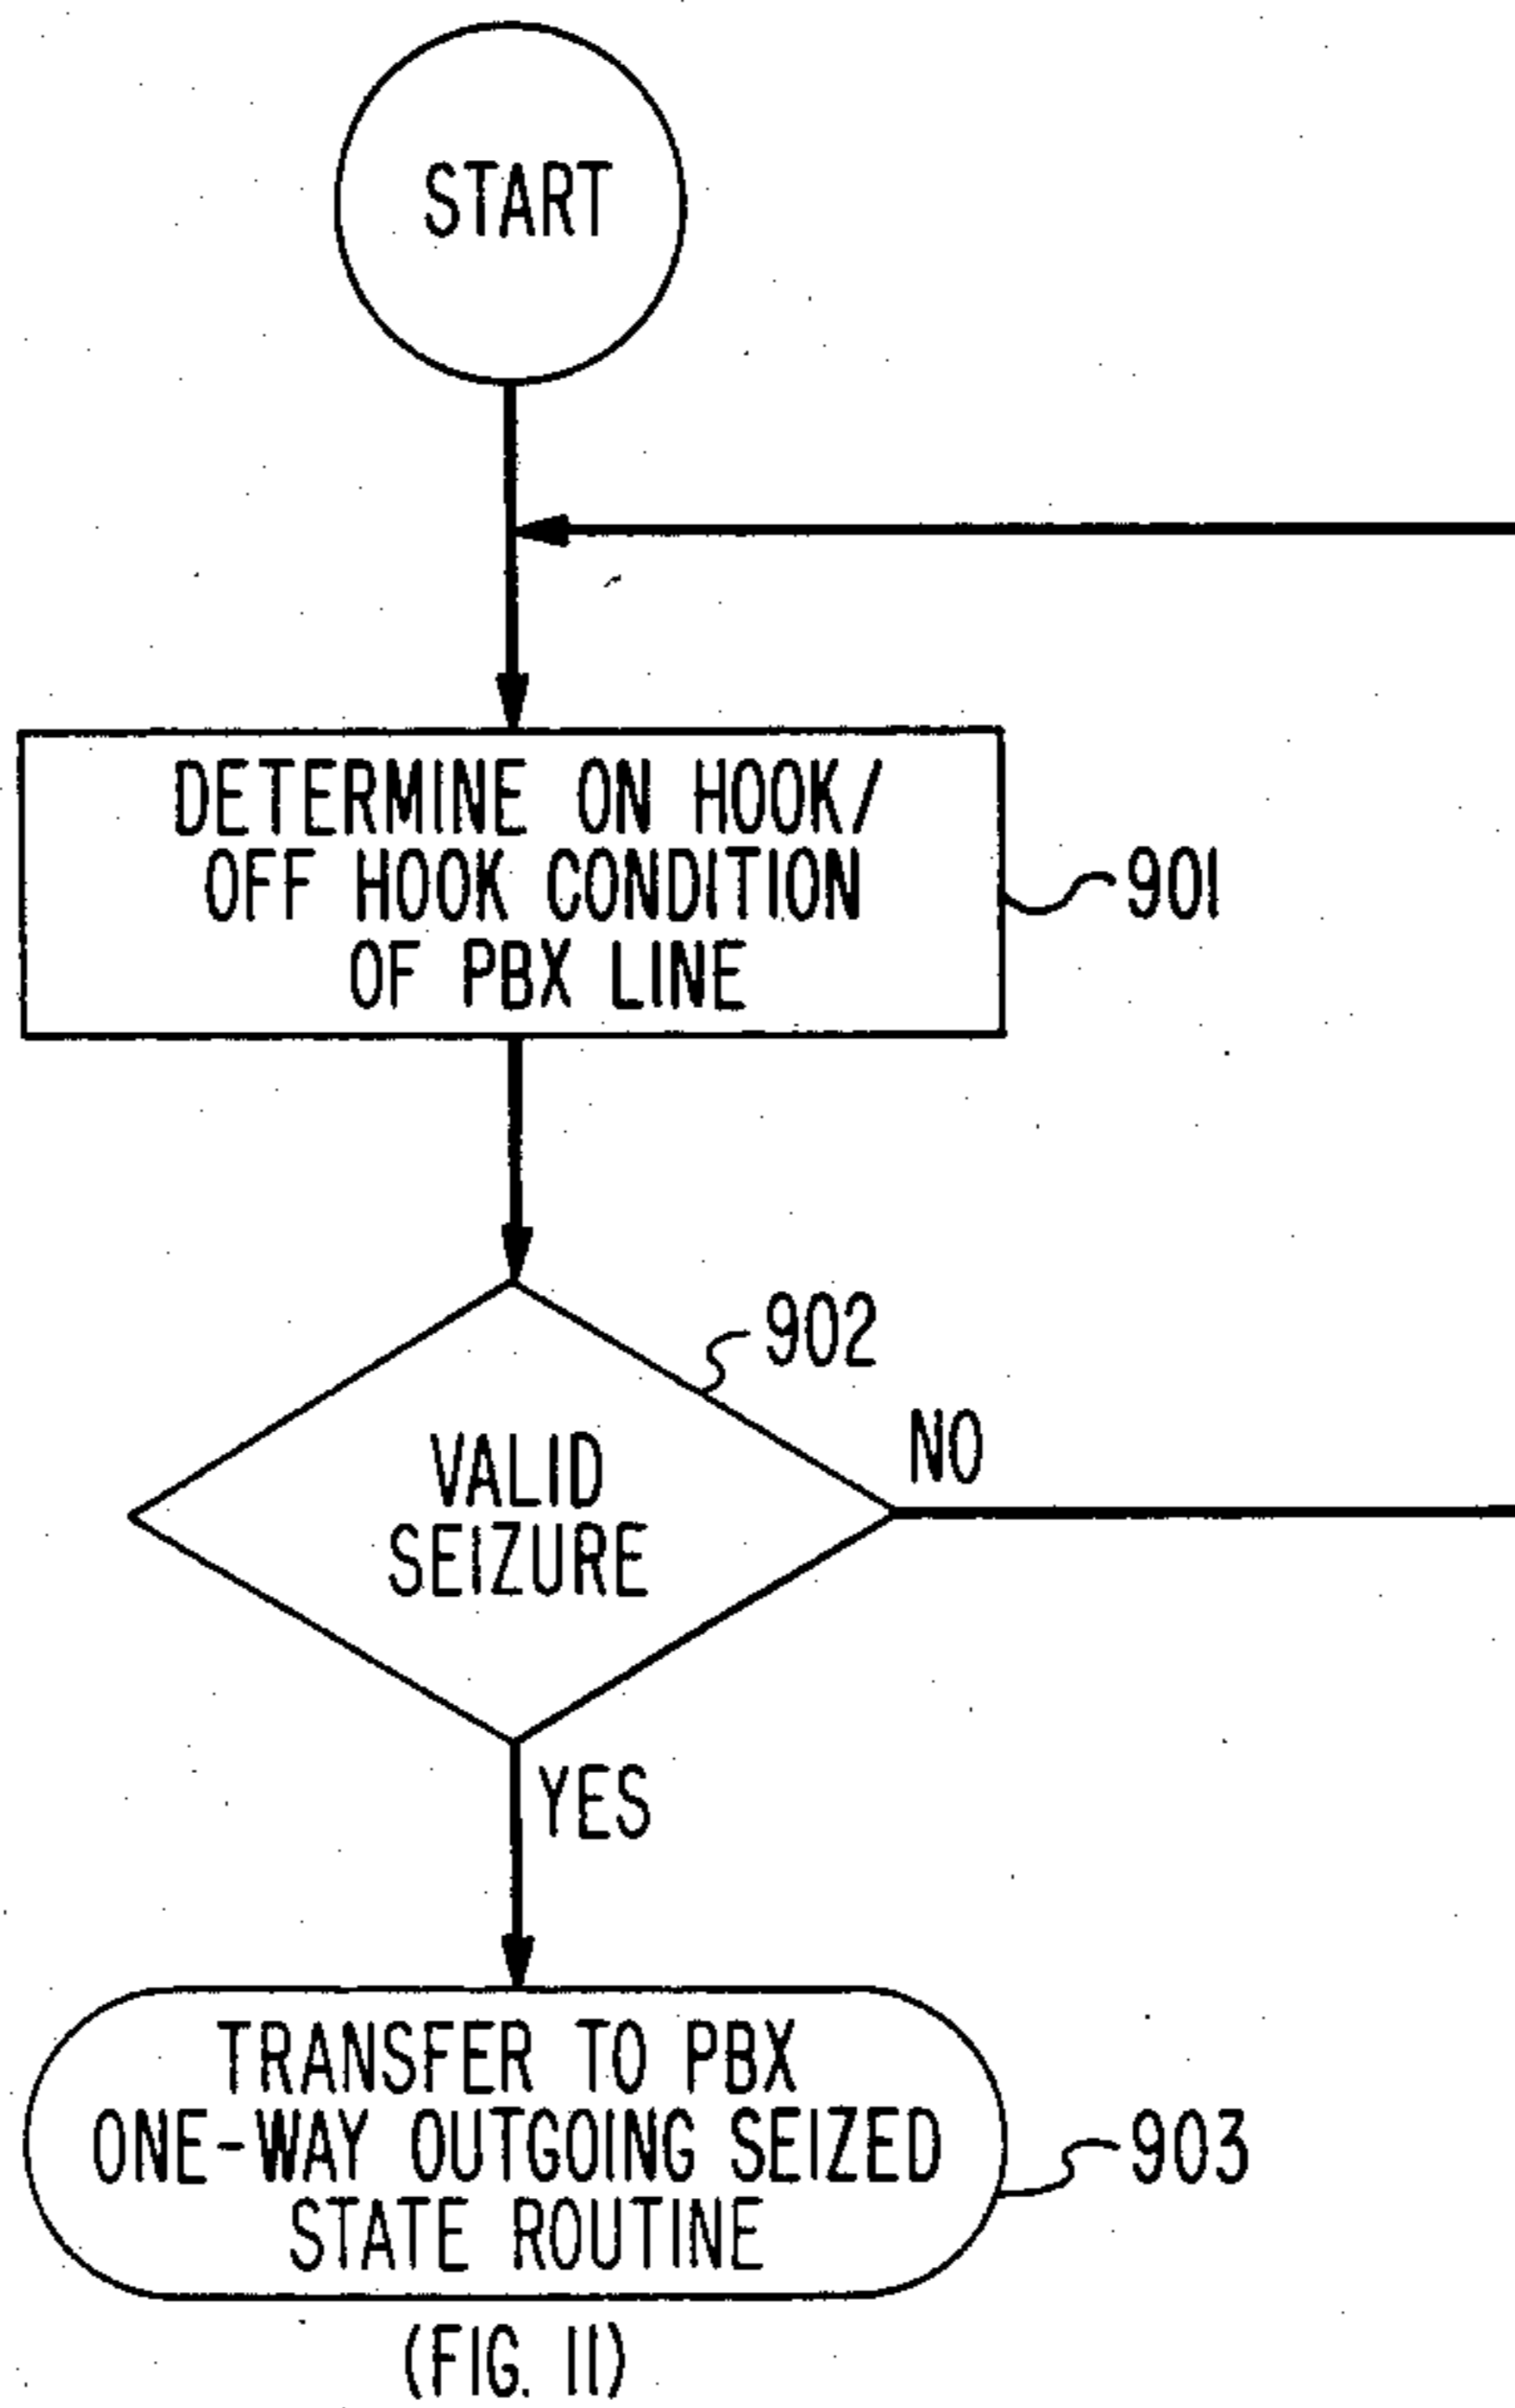 START
DETERMINE ON HOOK/
OFF HOOK CONDITION
OF PBX LINE
901
902
NO
VALID
SEIZURE
YES
TRANSFER TO PBX
ONE-WAY OUTGOING SEIZED
STATE ROUTINE
903
(FIG. 11)